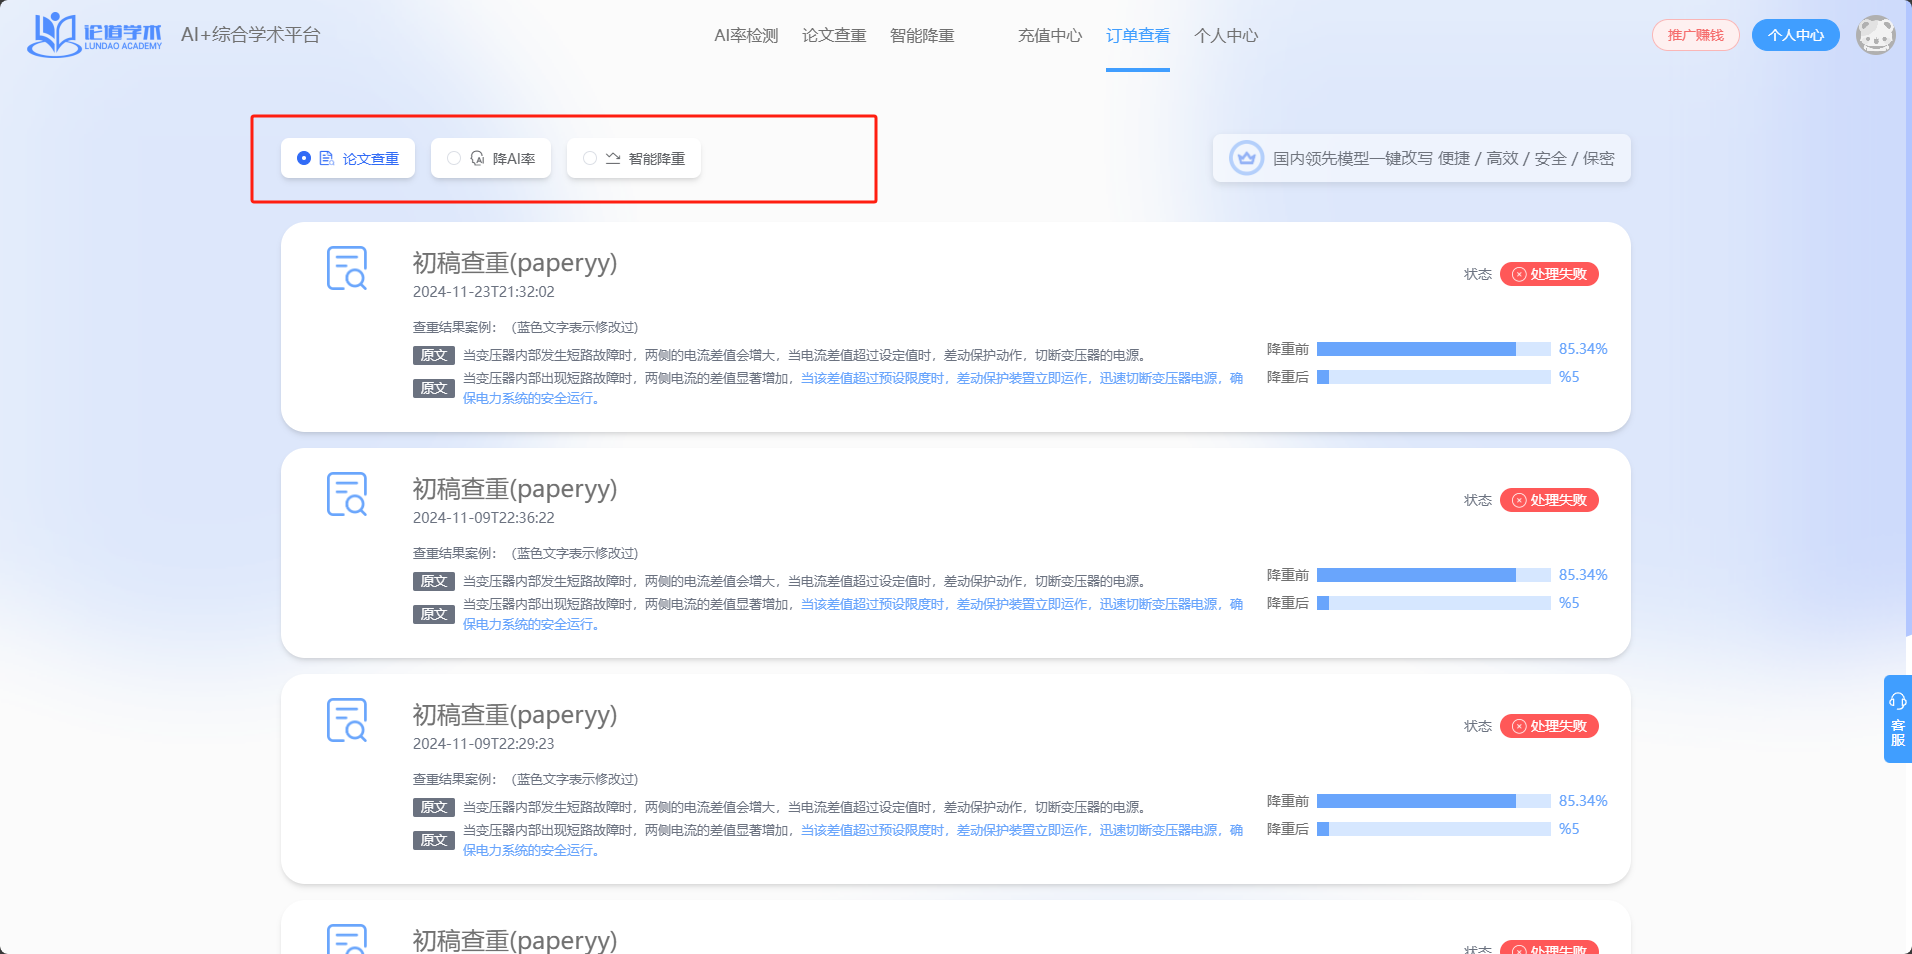 论道学术
LUNDAO ACADEMY
AI+综合学术平台
AI率检测
论文查重
智能降重
充值中心
订单查看
个人中心
推广赚钱
个人中心
论文查重
降AI率
智能降重
国内领先模型一键改写 便捷 / 高效 / 安全 / 保密
初稿查重(paperyy)
2024-11-23T21:32:02
状态
处理失败
查重结果案例：（蓝色文字表示修改过)
原文 当变压器内部发生短路故障时，两侧的电流差值会增大，当电流差值超过设定值时，差动保护动作，切断变压器的电源。
原文 当变压器内部出现短路故障时，两侧电流的差值显著增加，当该差值超过预设限度时，差动保护装置立即运作，迅速切断变压器电源，确
保电力系统的安全运行。
降重前 85.34%
降重后 %5
初稿查重(paperyy)
2024-11-09T22:36:22
状态
处理失败
查重结果案例：（蓝色文字表示修改过)
原文 当变压器内部发生短路故障时，两侧的电流差值会增大，当电流差值超过设定值时，差动保护动作，切断变压器的电源。
原文 当变压器内部出现短路故障时，两侧电流的差值显著增加，当该差值超过预设限度时，差动保护装置立即运作，迅速切断变压器电源，确
保电力系统的安全运行。
降重前 85.34%
降重后 %5
初稿查重(paperyy)
2024-11-09T22:29:23
状态
处理失败
查重结果案例：（蓝色文字表示修改过)
原文 当变压器内部发生短路故障时，两侧的电流差值会增大，当电流差值超过设定值时，差动保护动作，切断变压器的电源。
原文 当变压器内部出现短路故障时，两侧电流的差值显著增加，当该差值超过预设限度时，差动保护装置立即运作，迅速切断变压器电源，确
保电力系统的安全运行。
降重前 85.34%
降重后 %5
客服
初稿查重(paperyy)
状态
处理失败